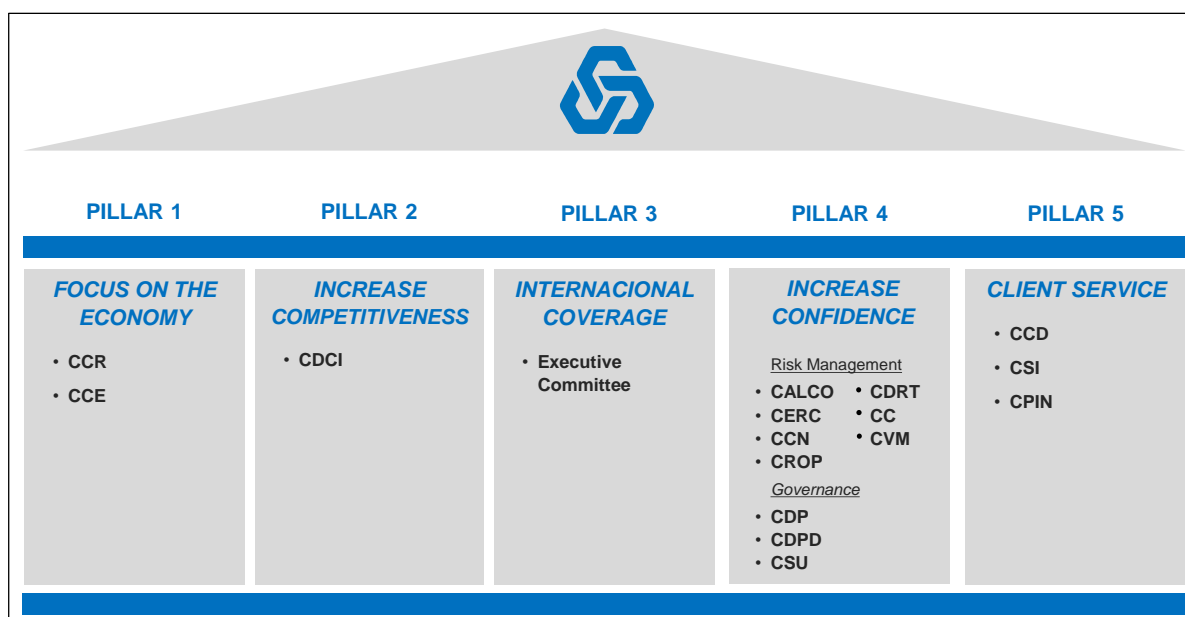 PILLAR 1
PILLAR 2
PILLAR 3
PILLAR 4
PILLAR 5
FOCUS ON THE
ECONOMY
• CCR
• CCE
INCREASE
COMPETITIVENESS
• CDCI
INTERNACIONAL
COVERAGE
• Executive
Committee
INCREASE
CONFIDENCE
Risk Management
• CALCO
• CERC
• CCN
• CROP
• CDRT
• CC
• CVM
Governance
• CDP
• CDPD
• CSU
CLIENT SERVICE
• CCD
• CSI
• CPIN